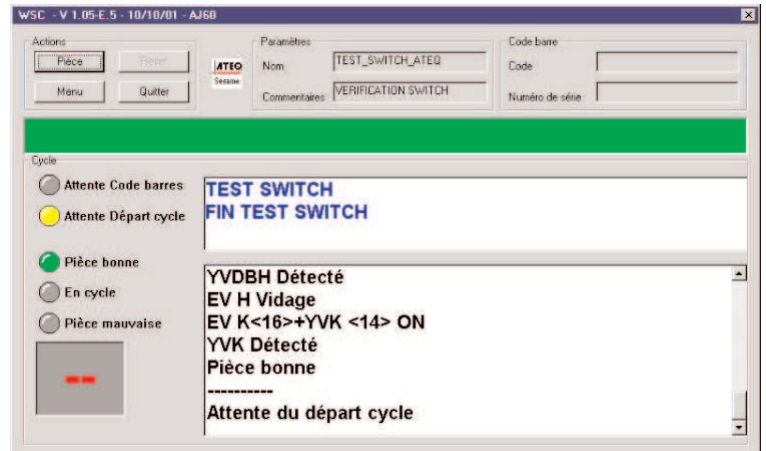 WSC - V 1.05-E.5 - 10/10/01 - AJ60
Actions
Pièce
Reset
Menu
Quitter
ATEQ
Sesame
Paramètres
Nom
TEST_SWITCH_ATEQ
Commentaires
VERIFICATION SWITCH
Code barre
Code
Numéro de série
Cycle
Attente Code barres
Attente Départ cycle
Pièce bonne
En cycle
Pièce mauvaise
--
TEST SWITCH
FIN TEST SWITCH
YVDBH Détecté
EV H Vidage
EV K<16>+YVK <14> ON
YVK Détecté
Pièce bonne
----------
Attente du départ cycle